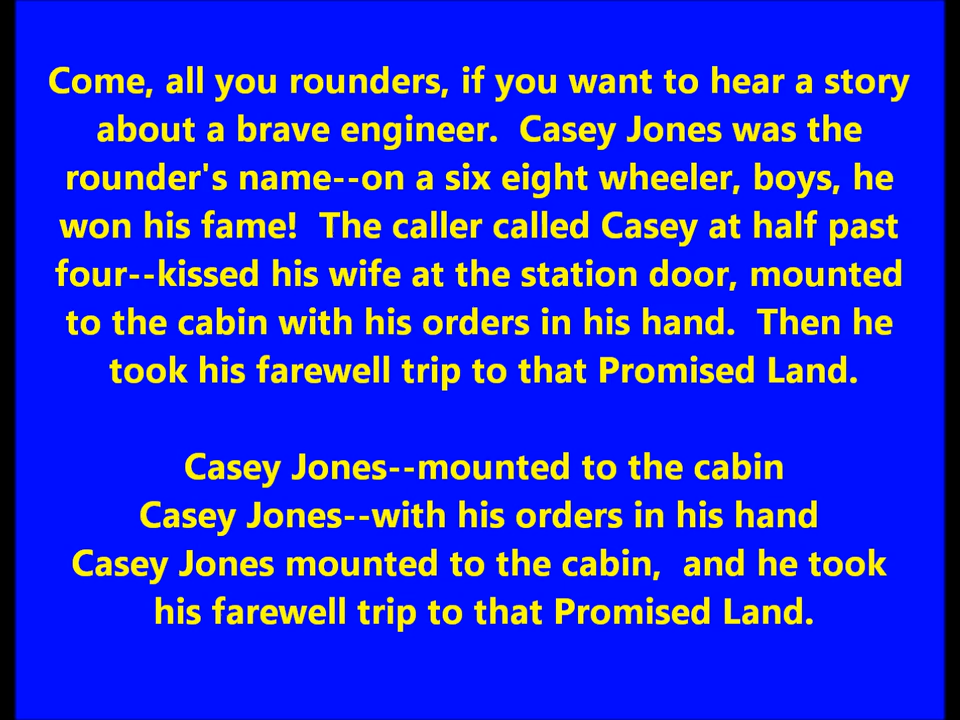 Come, all you rounders, if you want to hear a story
about a brave engineer.  Casey Jones was the
rounder's name--on a six eight wheeler, boys, he
won his fame!  The caller called Casey at half past
four--kissed his wife at the station door, mounted
to the cabin with his orders in his hand.  Then he
took his farewell trip to that Promised Land.

Casey Jones--mounted to the cabin
Casey Jones--with his orders in his hand
Casey Jones mounted to the cabin,  and he took
his farewell trip to that Promised Land.